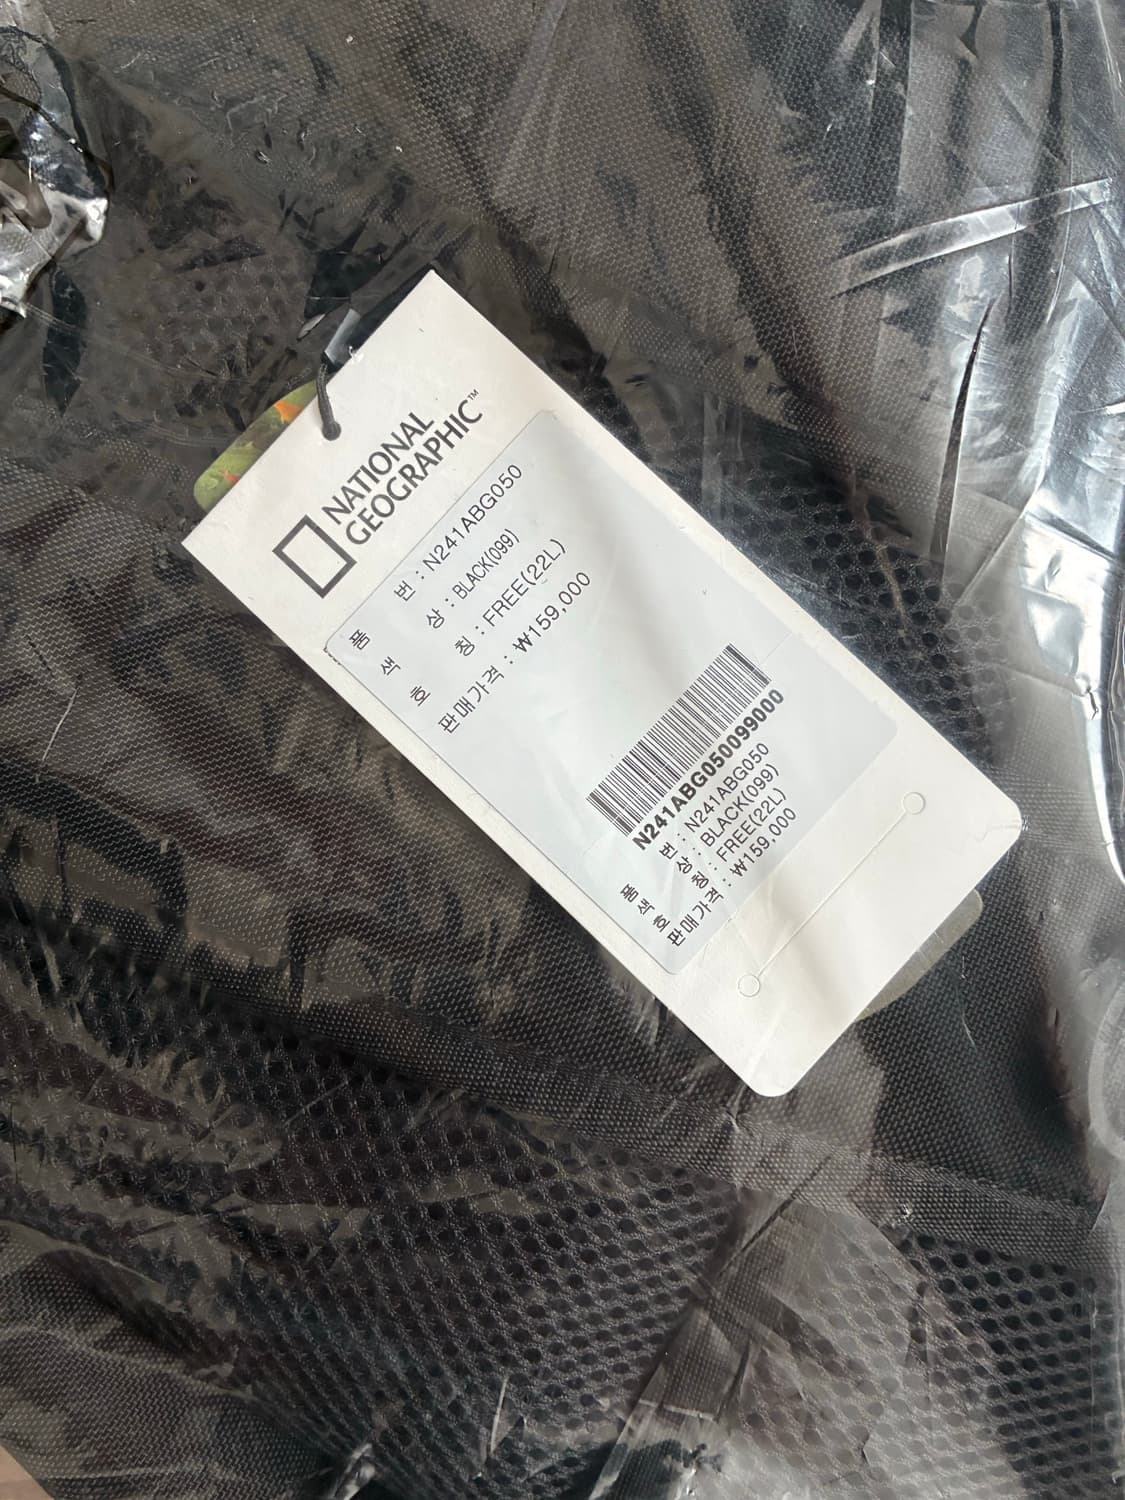 NATIONAL
GEOGRAPHIC™
품 번 : N241ABG050
색 상 : BLACK(099)
호 칭 : FREE(22L)
판매가격 : ₩159,000
N241ABG050099000
품 번 : N241ABG050
색 상 : BLACK(099)
호 칭 : FREE(22L)
판매가격 : ₩159,000